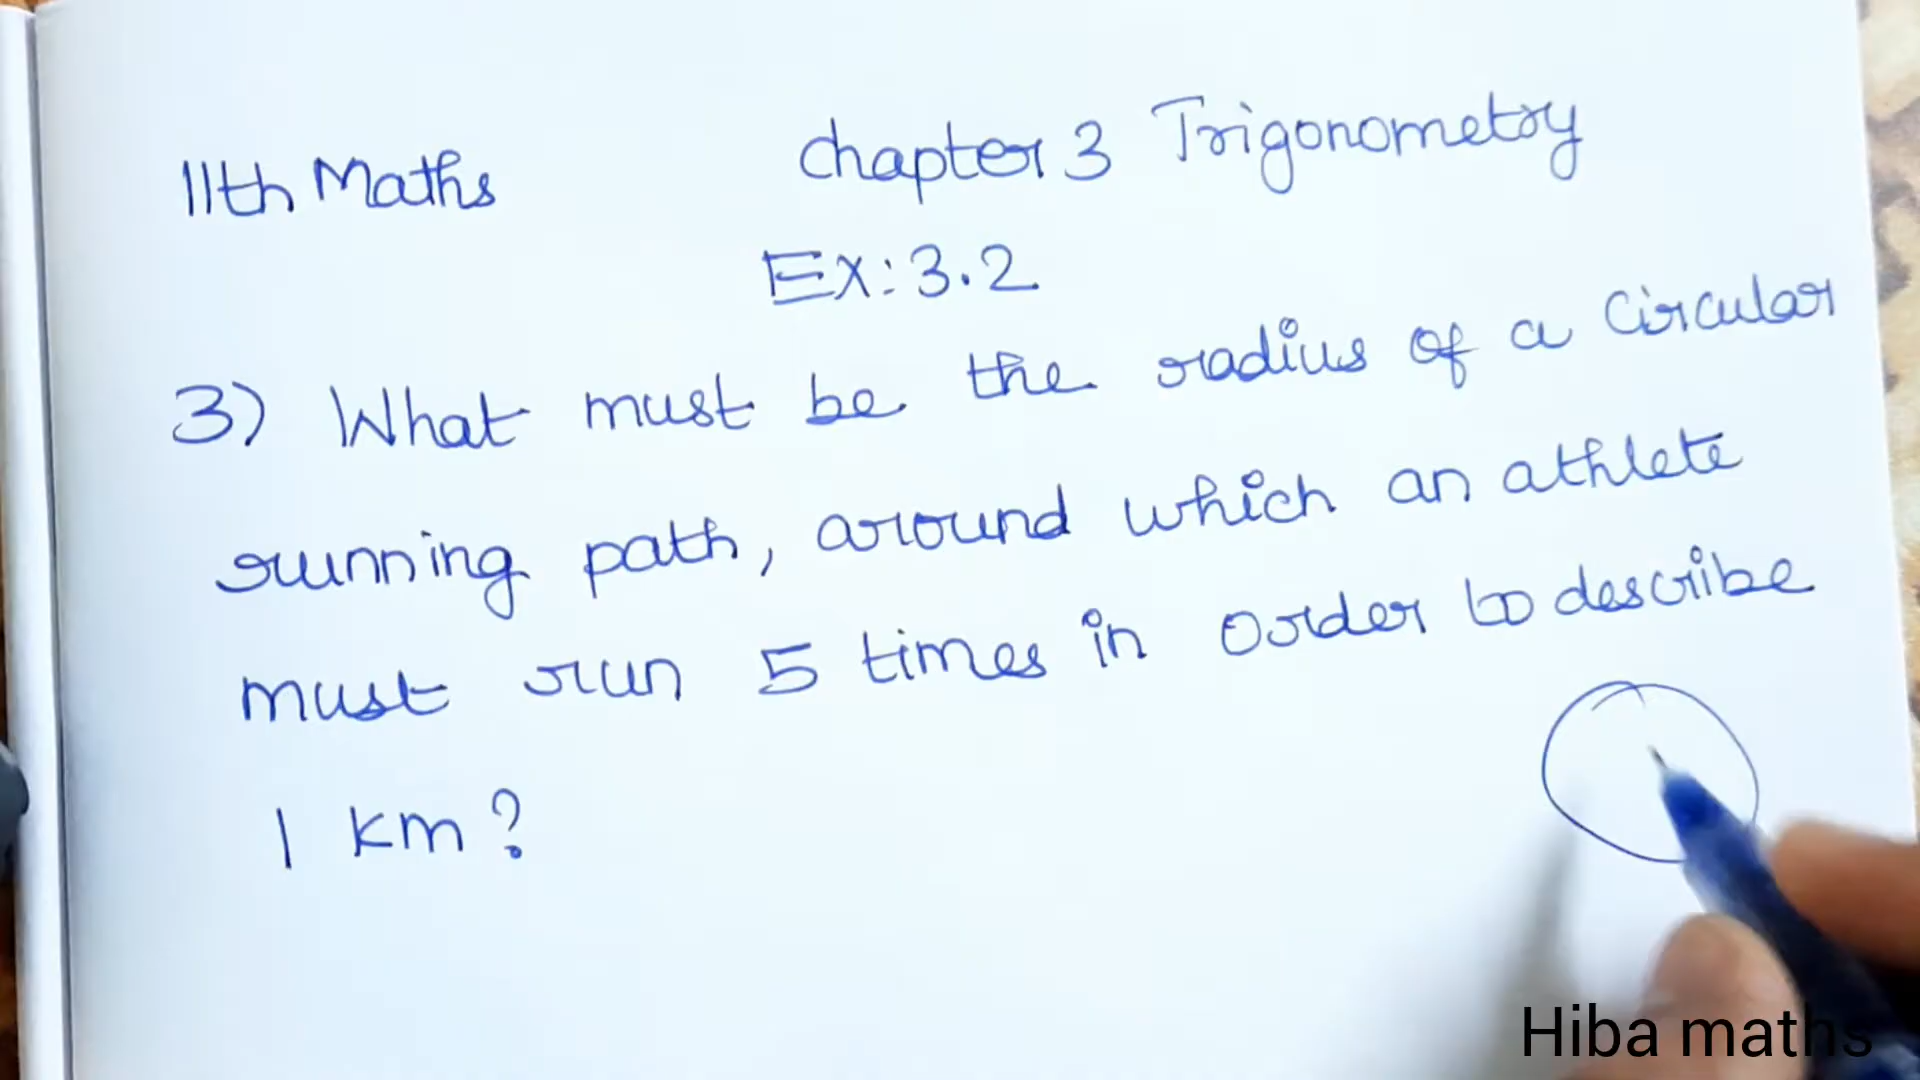 11th Maths
Chapter 3 Trigonometry
Ex: 3.2
3) What must be the radius of a circular
running path, around which an athlete
must run 5 times in order to describe
1 km?
Hiba maths